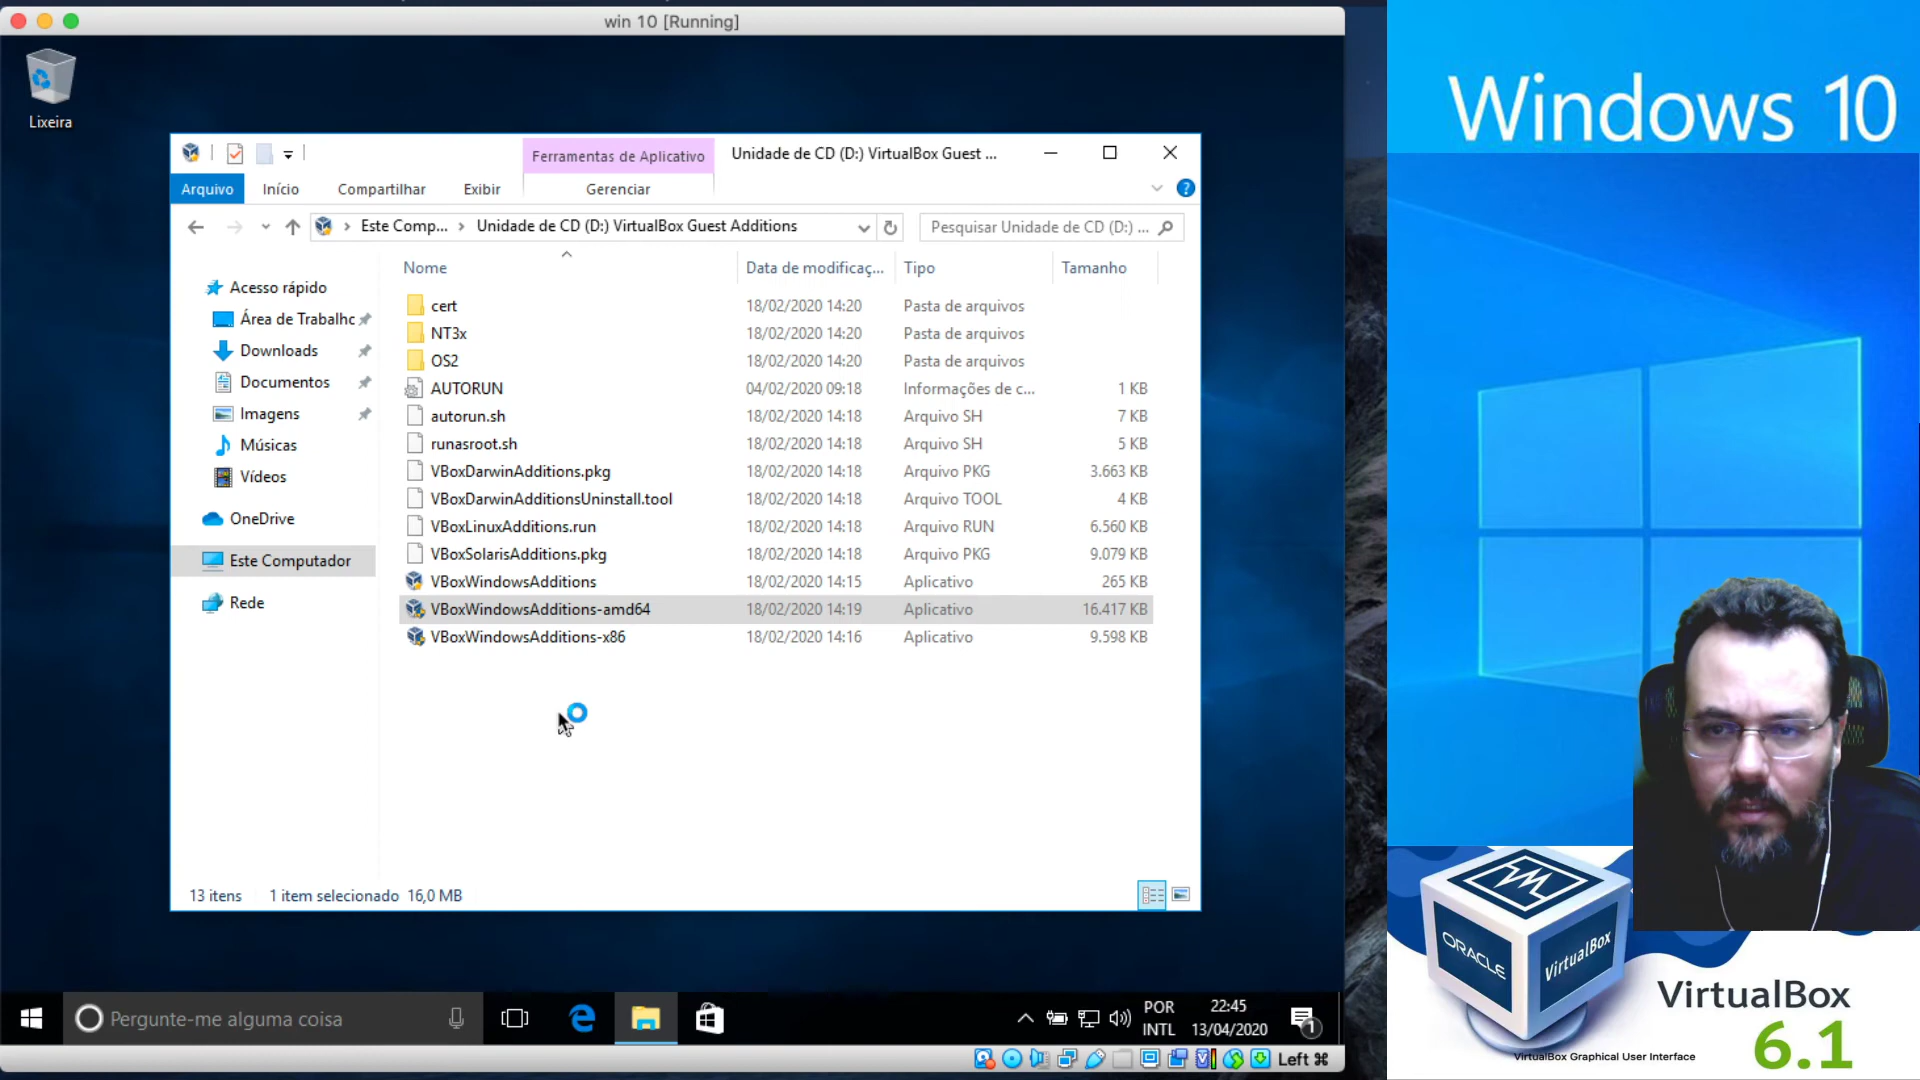 win 10 [Running]
Lixeira
Ferramentas de Aplicativo
Unidade de CD (D:) VirtualBox Guest ...
Arquivo
Início
Compartilhar
Exibir
Gerenciar
Este Comp...
Unidade de CD (D:) VirtualBox Guest Additions
Pesquisar Unidade de CD (D:) ...
Nome
Data de modificaç...
Tipo
Tamanho
Acesso rápido
Área de Trabalhc
Downloads
Documentos
Imagens
Músicas
Vídeos
OneDrive
Este Computador
Rede
cert 18/02/2020 14:20 Pasta de arquivos
NT3x 18/02/2020 14:20 Pasta de arquivos
OS2 18/02/2020 14:20 Pasta de arquivos
AUTORUN 04/02/2020 09:18 Informações de c... 1 KB
autorun.sh 18/02/2020 14:18 Arquivo SH 7 KB
runasroot.sh 18/02/2020 14:18 Arquivo SH 5 KB
VBoxDarwinAdditions.pkg 18/02/2020 14:18 Arquivo PKG 3.663 KB
VBoxDarwinAdditionsUninstall.tool 18/02/2020 14:18 Arquivo TOOL 4 KB
VBoxLinuxAdditions.run 18/02/2020 14:18 Arquivo RUN 6.560 KB
VBoxSolarisAdditions.pkg 18/02/2020 14:18 Arquivo PKG 9.079 KB
VBoxWindowsAdditions 18/02/2020 14:15 Aplicativo 265 KB
VBoxWindowsAdditions-amd64 18/02/2020 14:19 Aplicativo 16.417 KB
VBoxWindowsAdditions-x86 18/02/2020 14:16 Aplicativo 9.598 KB
13 itens 1 item selecionado 16,0 MB
Pergunte-me alguma coisa
POR
INTL
22:45
13/04/2020
1
Left ⌘
Windows 10
ORACLE
VirtualBox
VirtualBox
6.1
VirtualBox Graphical User Interface